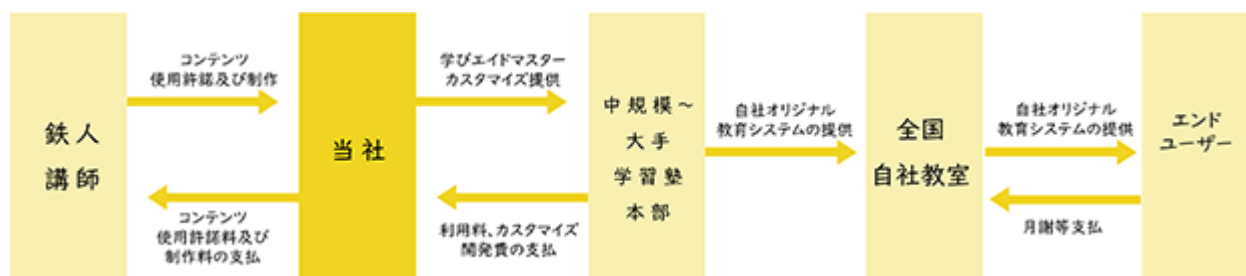 鉄人
講師
コンテンツ
使用許諾及び制作
コンテンツ
使用許諾料及び
制作料の支払
当社
学びエイドマスター
カスタマイズ提供
利用料、カスタマイズ
開発費の支払
中規模～
大手
学習塾
本部
自社オリジナル
教育システムの提供
全国
自社教室
自社オリジナル
教育システムの提供
月謝等支払
エンド
ユーザー